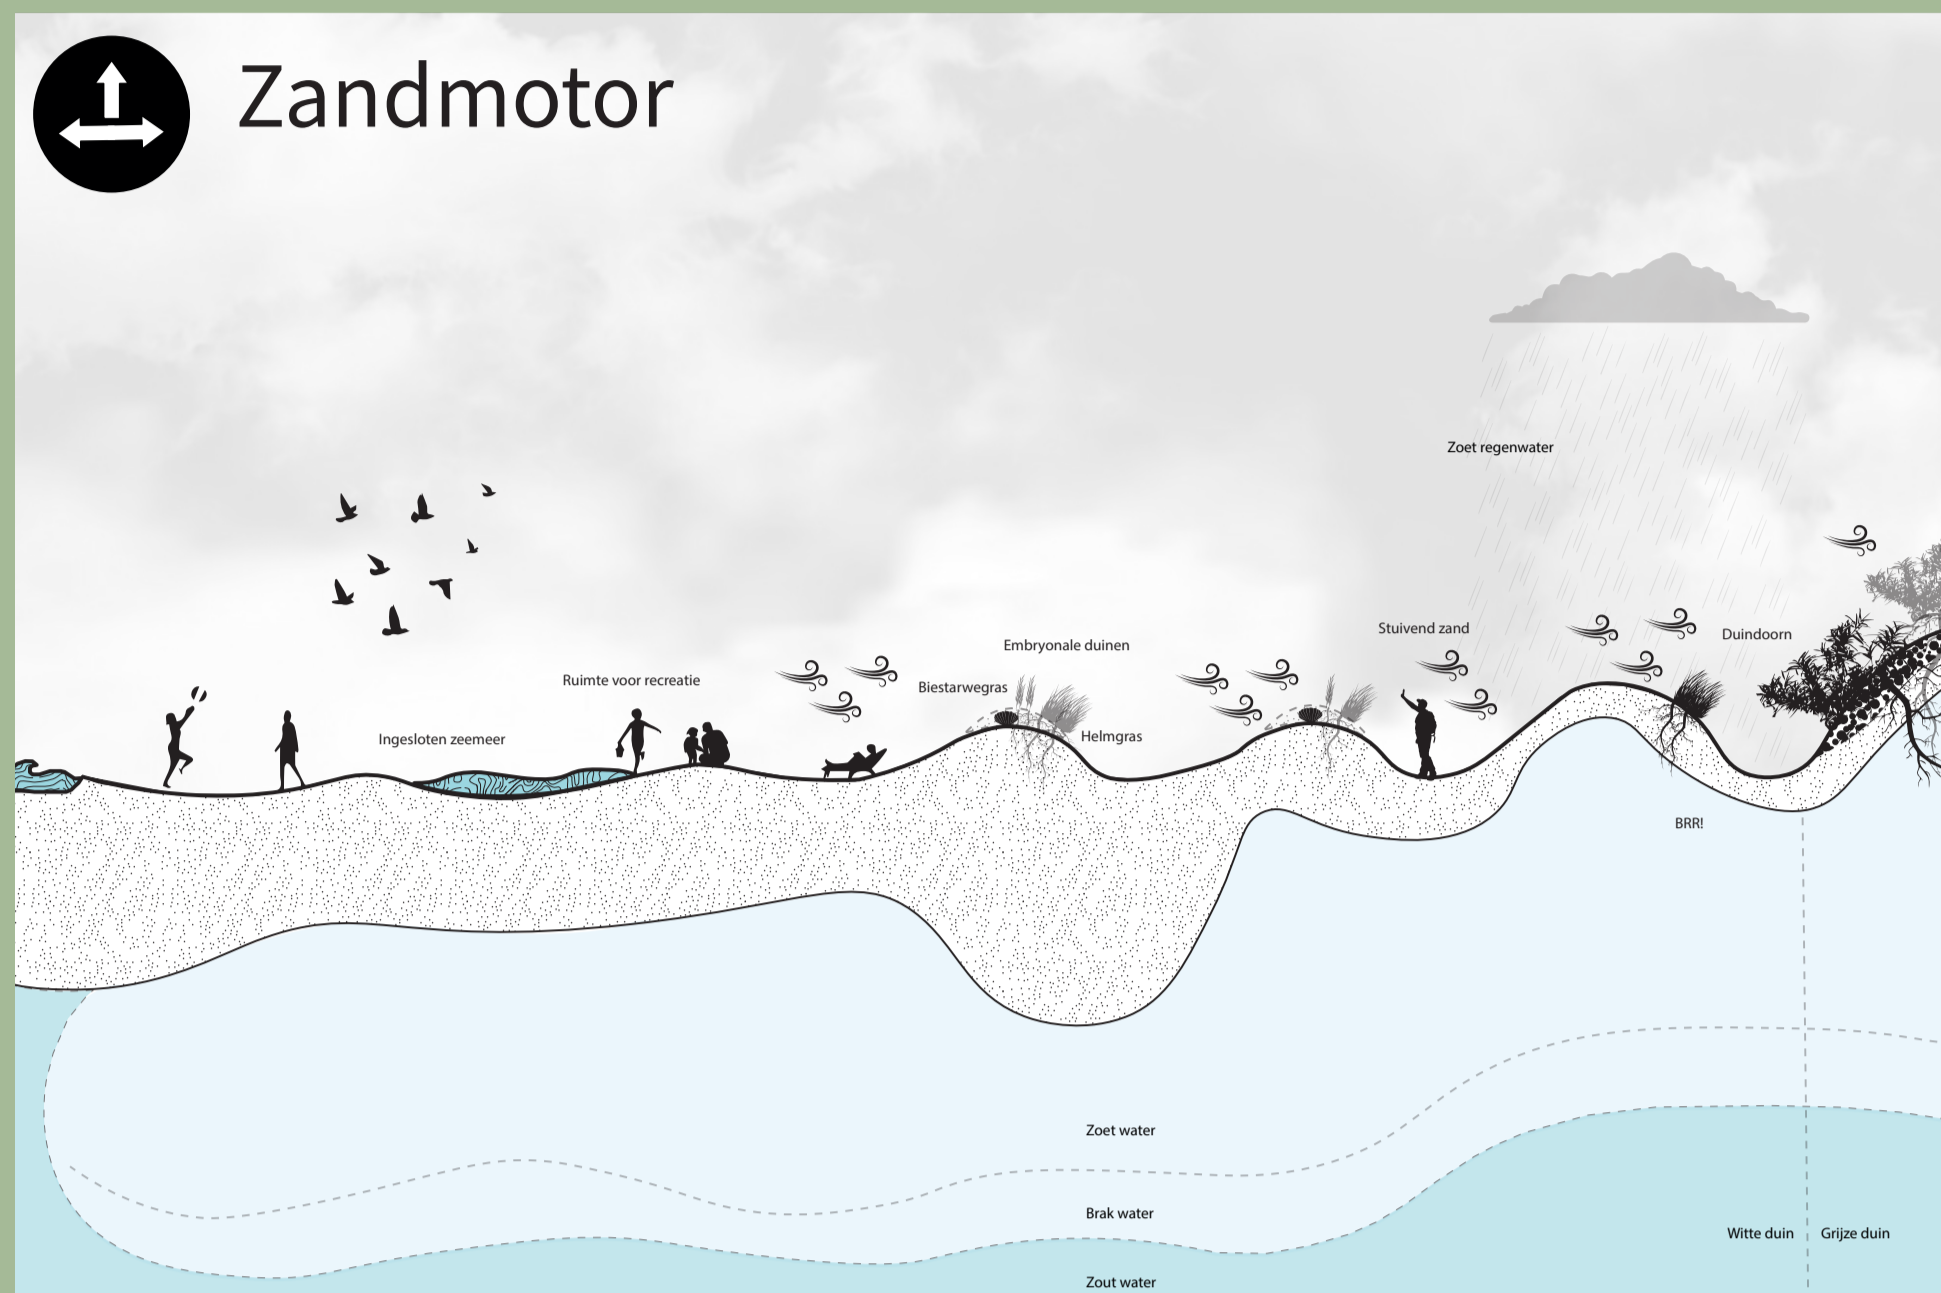 Zandmotor
Zoet regenwater
Stuivend zand
Duindoorn
Embryonale duinen
Ruimte voor recreatie
Biestarwegras
Helmgras
Ingesloten zeemeer
BRR!
Zoet water
Brak water
Witte duin
Grijze duin
Zout water